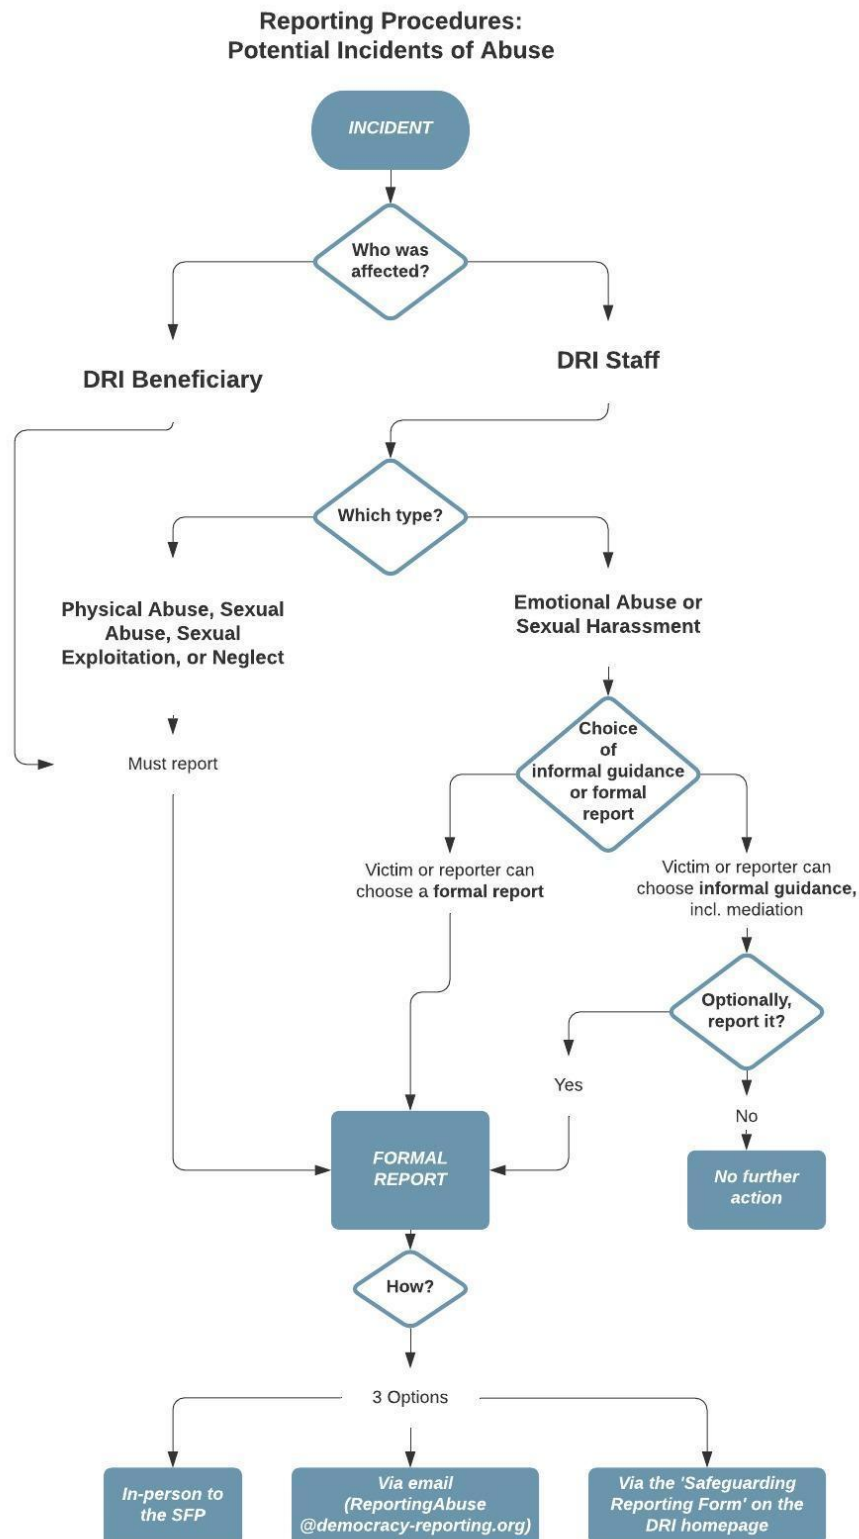 Reporting Procedures:
Potential Incidents of Abuse
INCIDENT
Who was
affected?
DRI Beneficiary
DRI Staff
Which type?
Physical Abuse, Sexual
Abuse, Sexual
Exploitation, or Neglect
Emotional Abuse or
Sexual Harassment
Must report
Choice
of
informal guidance
or formal
report
Victim or reporter can
choose a formal report
Victim or reporter can
choose informal guidance,
incl. mediation
Optionally,
report it?
Yes
No
FORMAL
REPORT
No further
action
How?
3 Options
In-person to
the SFP
Via email
(ReportingAbuse
@democracy-reporting.org)
Via the 'Safeguarding
Reporting Form' on the
DRI homepage